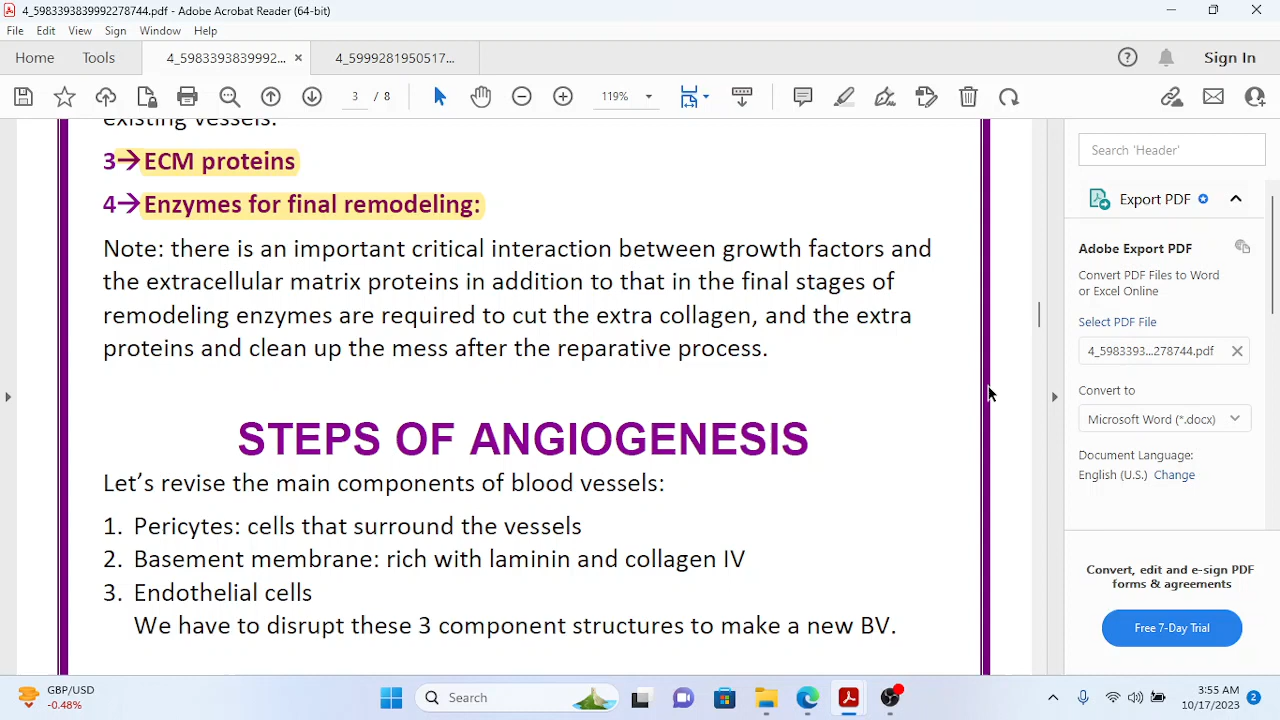 4_5983393839992278744.pdf - Adobe Acrobat Reader (64-bit)
File Edit View Sign Window Help
Home Tools 4_5983393839992... × 4_5999281950517... Sign In
3 / 8 119%
existing vessels.
3→ECM proteins
4→Enzymes for final remodeling:
Note: there is an important critical interaction between growth factors and
the extracellular matrix proteins in addition to that in the final stages of
remodeling enzymes are required to cut the extra collagen, and the extra
proteins and clean up the mess after the reparative process.
STEPS OF ANGIOGENESIS
Let’s revise the main components of blood vessels:
1. Pericytes: cells that surround the vessels
2. Basement membrane: rich with laminin and collagen IV
3. Endothelial cells
We have to disrupt these 3 component structures to make a new BV.
Search 'Header'
Export PDF
Adobe Export PDF
Convert PDF Files to Word
or Excel Online
Select PDF File
4_5983393...278744.pdf
Convert to
Microsoft Word (*.docx)
Document Language:
English (U.S.) Change
Convert, edit and e-sign PDF
forms & agreements
Free 7-Day Trial
GBP/USD
-0.48%
Search
3:55 AM
10/17/2023
2